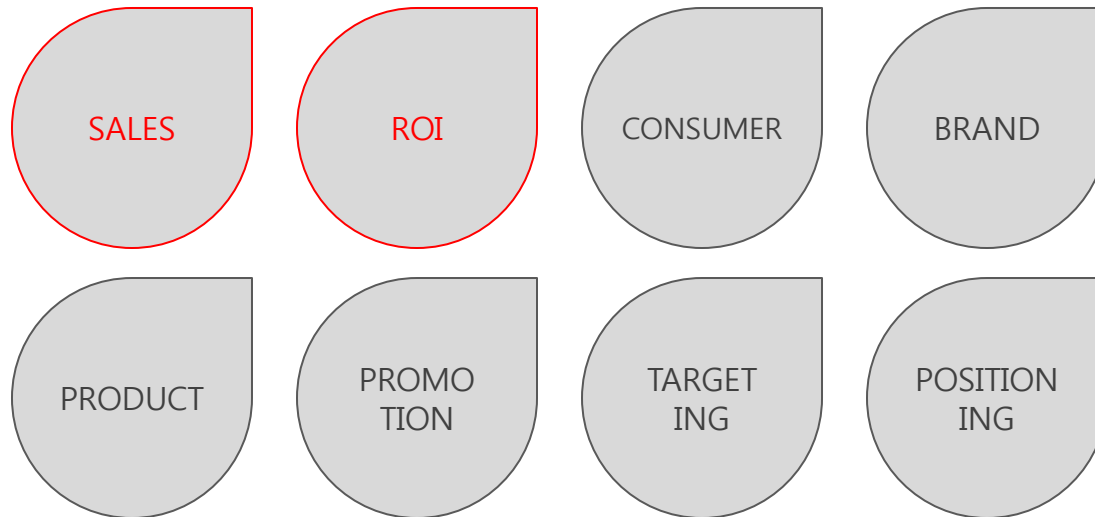 SALES
ROI
CONSUMER
BRAND
PRODUCT
PROMO
TION
TARGET
ING
POSITION
ING